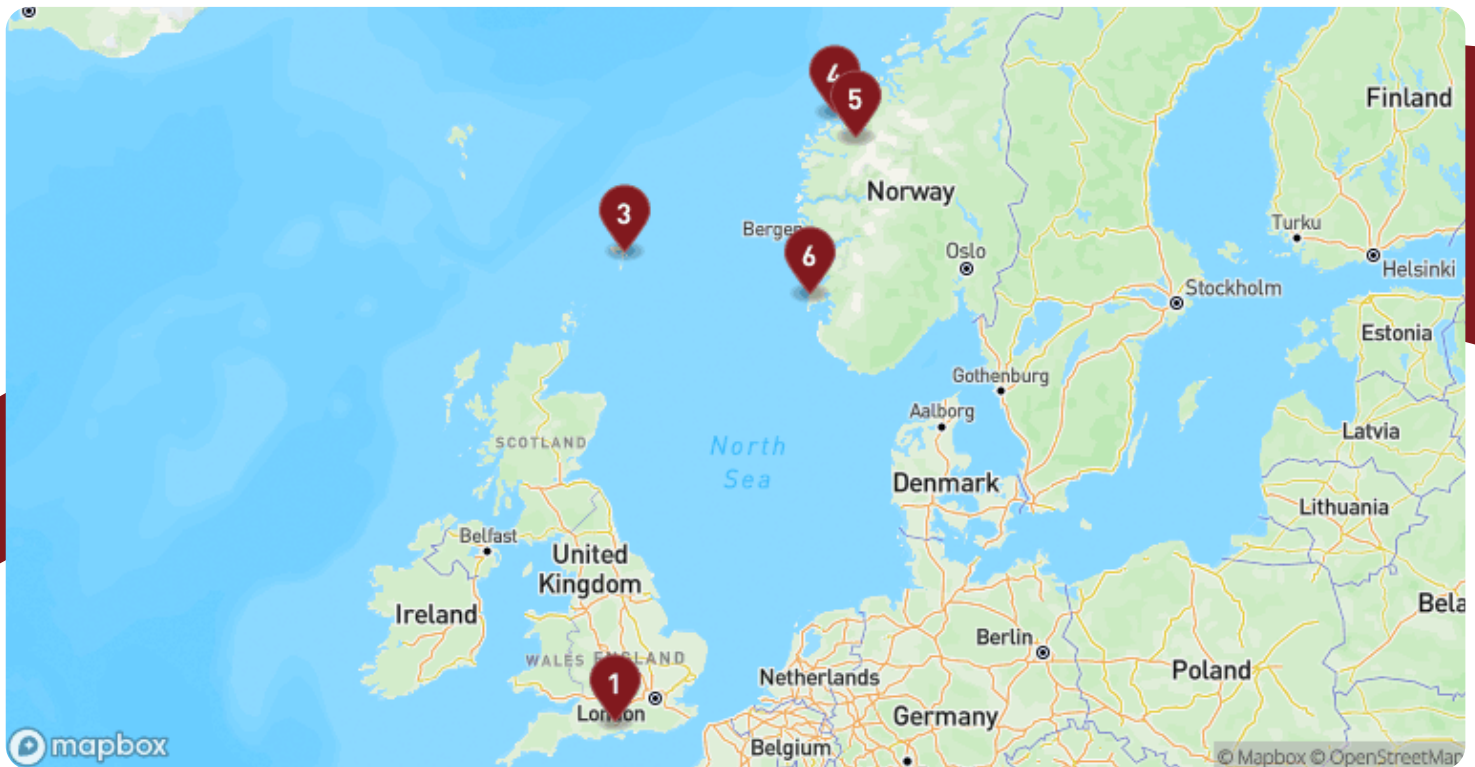 4
5
Finland
Norway
3
Turku
Bergen
6
Oslo
Helsinki
Stockholm
Estonia
Gothenburg
Aalborg
Latvia
SCOTLAND
North
Sea
Denmark
Lithuania
Belfast
United
Kingdom
Ireland
Bela
Berlin
WALES
ENGLAND
1
Poland
Netherlands
London
Germany
Belgium
mapbox
© Mapbox © OpenStreetMap